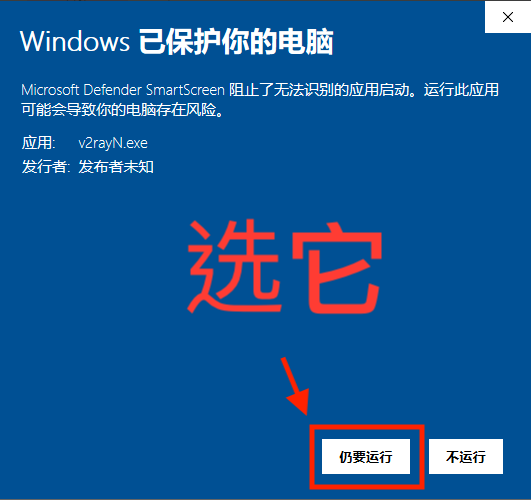 Windows 已保护你的电脑
Microsoft Defender SmartScreen 阻止了无法识别的应用启动。运行此应用
可能会导致你的电脑存在风险。
应用: v2rayN.exe
发行者: 发布者未知
选它
仍要运行 不运行